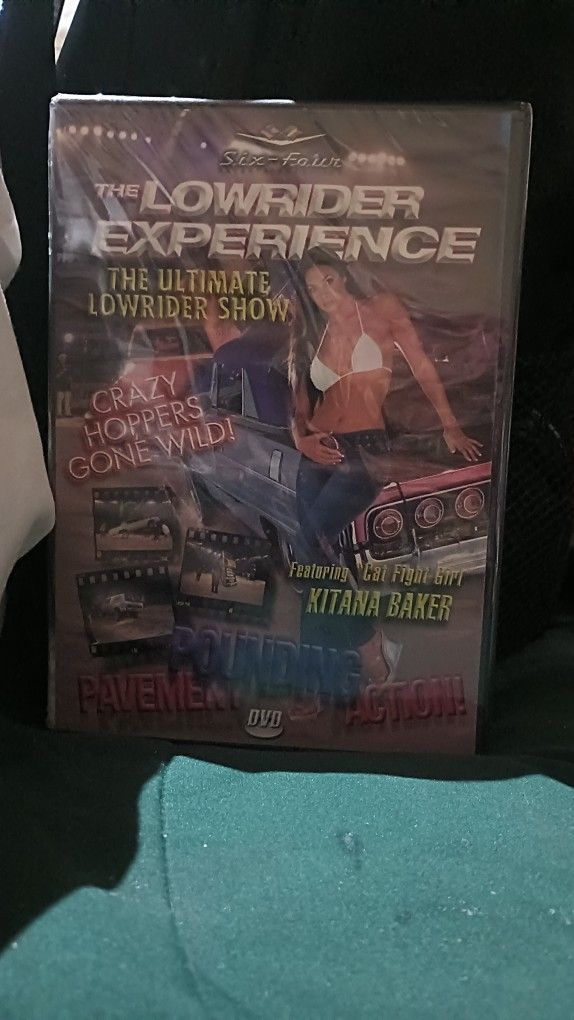 Six-Four
THE LOWRIDER
EXPERIENCE
THE ULTIMATE
LOWRIDER SHOW
CRAZY
HOPPERS
GONE WILD!
Featuring "Cat Fight Girl"
KITANA BAKER
POUNDING
PAVEMENT ACTION!
DVD